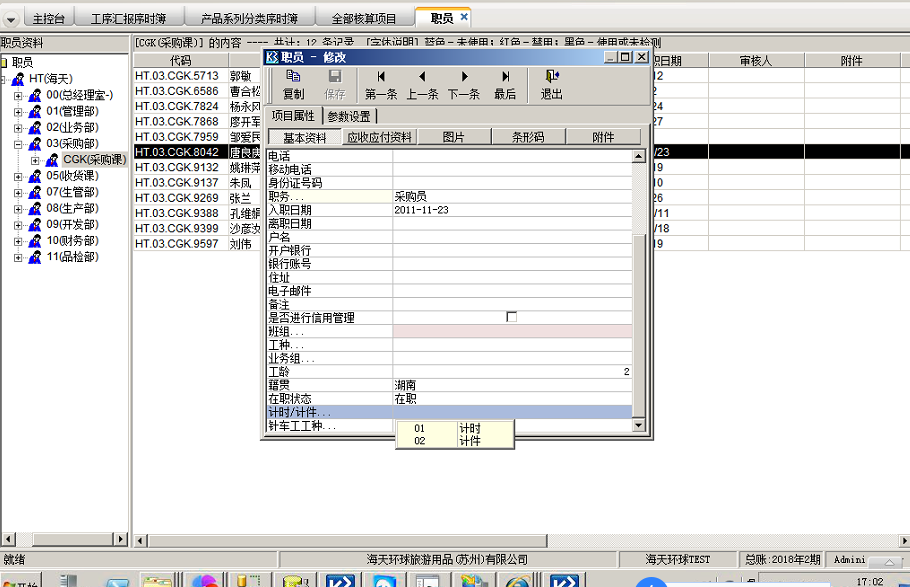 主控台 工序汇报序时簿 产品系列分类序时簿 全部核算项目 职员
职员资料
[CGK(采购课)] 的内容 ---- 共计: 12 条记录 [字体说明] 蓝色-未使用; 红色-禁用; 黑色-使用或未检测
职员
HT(海天)
00(总经理室-)
01(管理部)
02(业务部)
03(采购部)
CGK(采购课)
05(收货课)
07(生管部)
08(生产部)
09(开发部)
10(财务部)
11(品检部)
代码 职日期 审核人 附件
HT.03.CGK.5713 郭敏 12
HT.03.CGK.6586 曹合松 2
HT.03.CGK.7824 杨永风 24
HT.03.CGK.7868 廖开军 27
HT.03.CGK.7959 邹爱民
HT.03.CGK.8042 唐良 /23
HT.03.CGK.9132 姚琳萍 19
HT.03.CGK.9137 朱凤 10
HT.03.CGK.9269 张兰 26
HT.03.CGK.9388 孔维娟 /11
HT.03.CGK.9399 沙彦汝 /18
HT.03.CGK.9597 刘伟 19
职员 - 修改
复制 保存 第一条 上一条 下一条 最后 退出
项目属性 参数设置
基本资料 应收应付资料 图片 条形码 附件
电话
移动电话
身份证号码
职务... 采购员
入职日期 2011-11-23
离职日期
户名
开户银行
银行账号
住址
电子邮件
备注
是否进行信用管理
班组...
工种...
业务组...
工龄 2
籍贯 湖南
在职状态 在职
计时/计件...
针车工工种...
01 计时
02 计件
就绪 海天环球旅游用品(苏州)有限公司 海天环球TEST 总账:2018年2期 Admini
开始 17:02